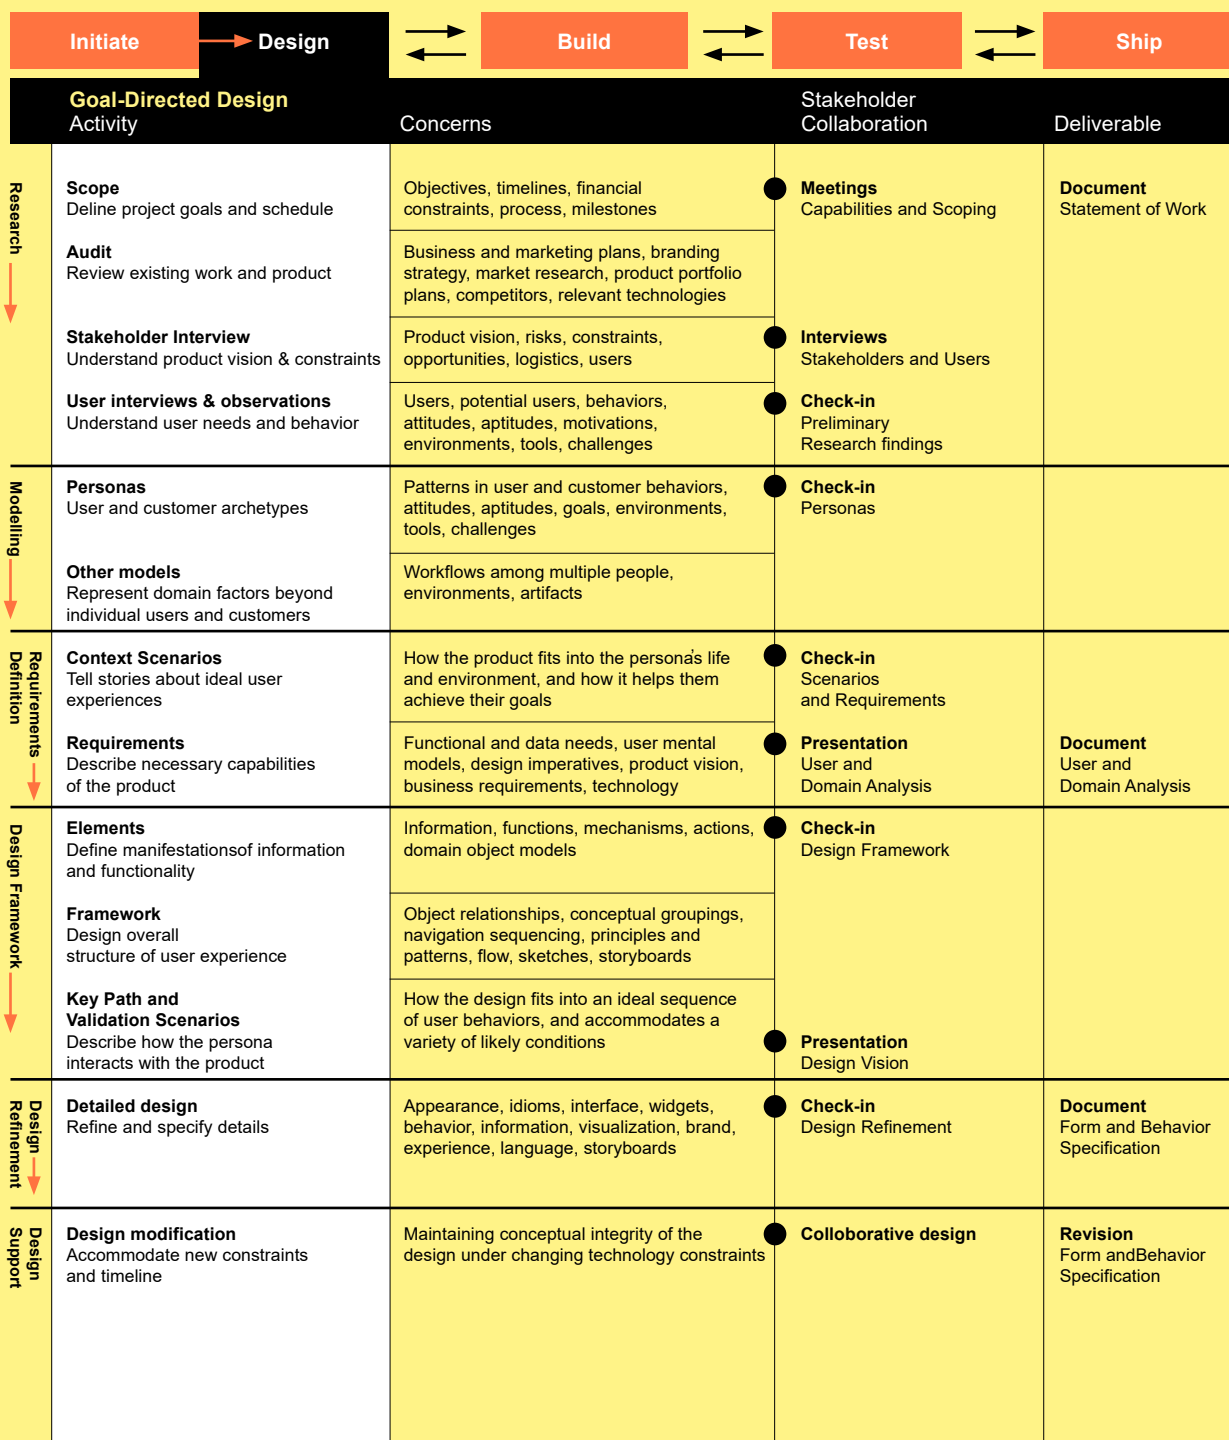 Initiate
Design
Build
Test
Ship
Goal-Directed Design
Activity
Concerns
Stakeholder
Collaboration
Deliverable
Research
Scope
Deline project goals and schedule
Objectives, timelines, financial
constraints, process, milestones
Meetings
Capabilities and Scoping
Document
Statement of Work
Audit
Review existing work and product
Business and marketing plans, branding
strategy, market research, product portfolio
plans, competitors, relevant technologies
Stakeholder Interview
Understand product vision & constraints
Product vision, risks, constraints,
opportunities, logistics, users
Interviews
Stakeholders and Users
User interviews & observations
Understand user needs and behavior
Users, potential users, behaviors,
attitudes, aptitudes, motivations,
environments, tools, challenges
Check-in
Preliminary
Research findings
Modelling
Personas
User and customer archetypes
Patterns in user and customer behaviors,
attitudes, aptitudes, goals, environments,
tools, challenges
Check-in
Personas
Other models
Represent domain factors beyond
individual users and customers
Workflows among multiple people,
environments, artifacts
Requirements
Definition
Context Scenarios
Tell stories about ideal user
experiences
How the product fits into the persona's life
and environment, and how it helps them
achieve their goals
Check-in
Scenarios
and Requirements
Requirements
Describe necessary capabilities
of the product
Functional and data needs, user mental
models, design imperatives, product vision,
business requirements, technology
Presentation
User and
Domain Analysis
Document
User and
Domain Analysis
Design Framework
Elements
Define manifestationsof information
and functionality
Information, functions, mechanisms, actions,
domain object models
Check-in
Design Framework
Framework
Design overall
structure of user experience
Object relationships, conceptual groupings,
navigation sequencing, principles and
patterns, flow, sketches, storyboards
Key Path and
Validation Scenarios
Describe how the persona
interacts with the product
How the design fits into an ideal sequence
of user behaviors, and accommodates a
variety of likely conditions
Presentation
Design Vision
Design
Refinement
Detailed design
Refine and specify details
Appearance, idioms, interface, widgets,
behavior, information, visualization, brand,
experience, language, storyboards
Check-in
Design Refinement
Document
Form and Behavior
Specification
Design
Support
Design modification
Accommodate new constraints
and timeline
Maintaining conceptual integrity of the
design under changing technology constraints
Colloborative design
Revision
Form andBehavior
Specification